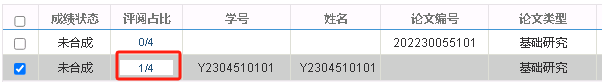 成绩状态 评阅占比 学号 姓名 论文编号 论文类型
未合成 0/4 202230055101 基础研究
未合成 1/4 Y2304510101 Y2304510101 基础研究